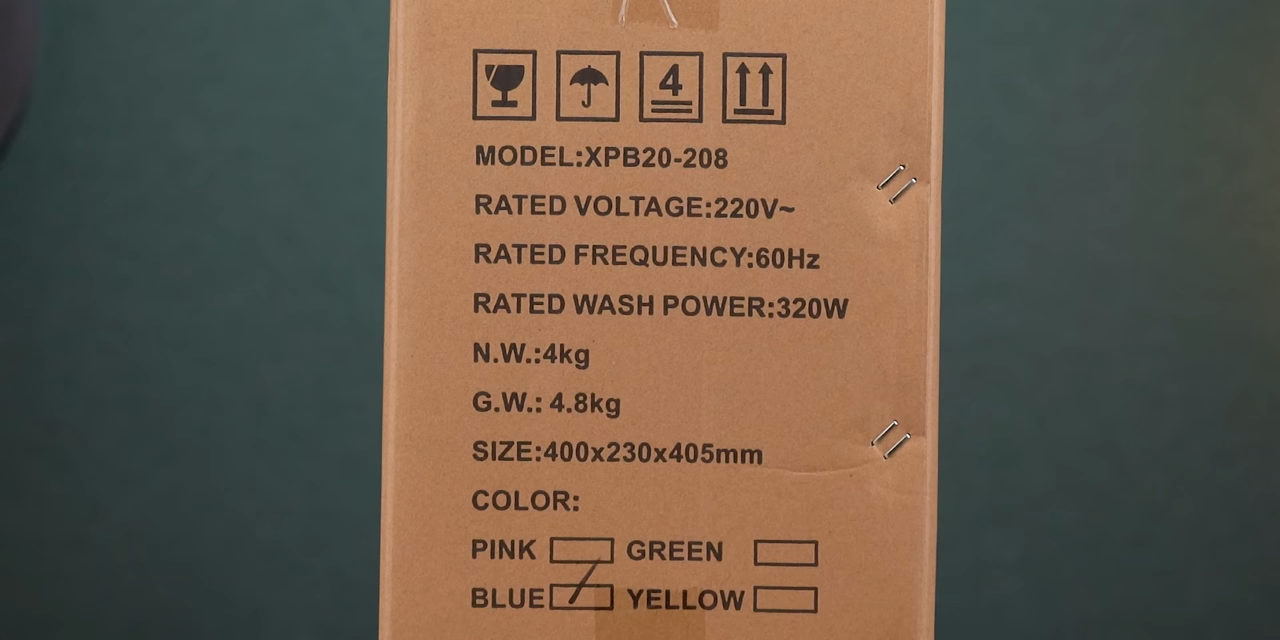 4
MODEL:XPB20-208
RATED VOLTAGE:220V~
RATED FREQUENCY:60Hz
RATED WASH POWER:320W
N.W.:4kg
G.W.: 4.8kg
SIZE:400x230x405mm
COLOR:
PINK GREEN
BLUE YELLOW